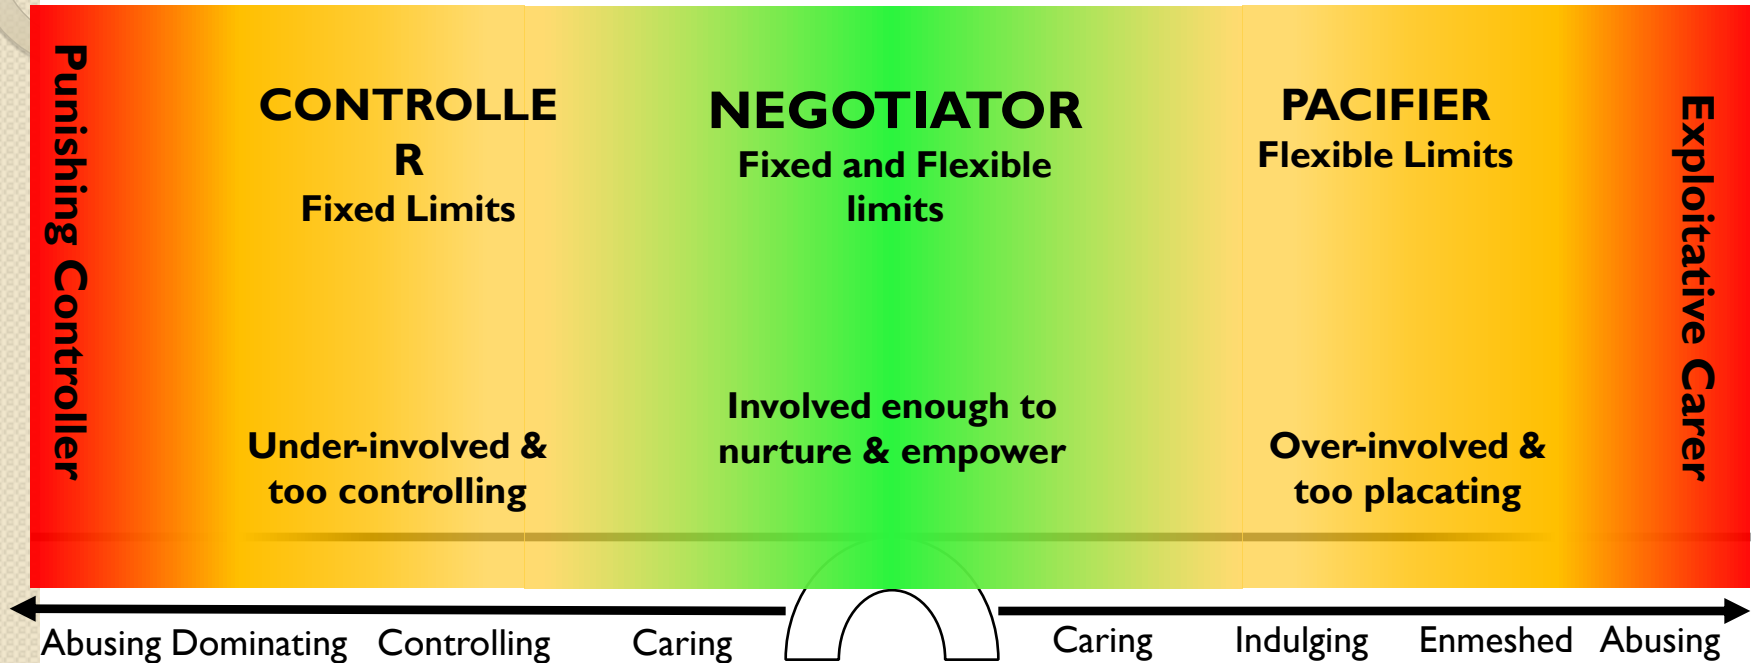 Punishing Controller
CONTROLLE
R
Fixed Limits
Under-involved &
too controlling
NEGOTIATOR
Fixed and Flexible
limits
Involved enough to
nurture & empower
PACIFIER
Flexible Limits
Over-involved &
too placating
Exploitative Carer
Abusing Dominating Controlling Caring Caring Indulging Enmeshed Abusing